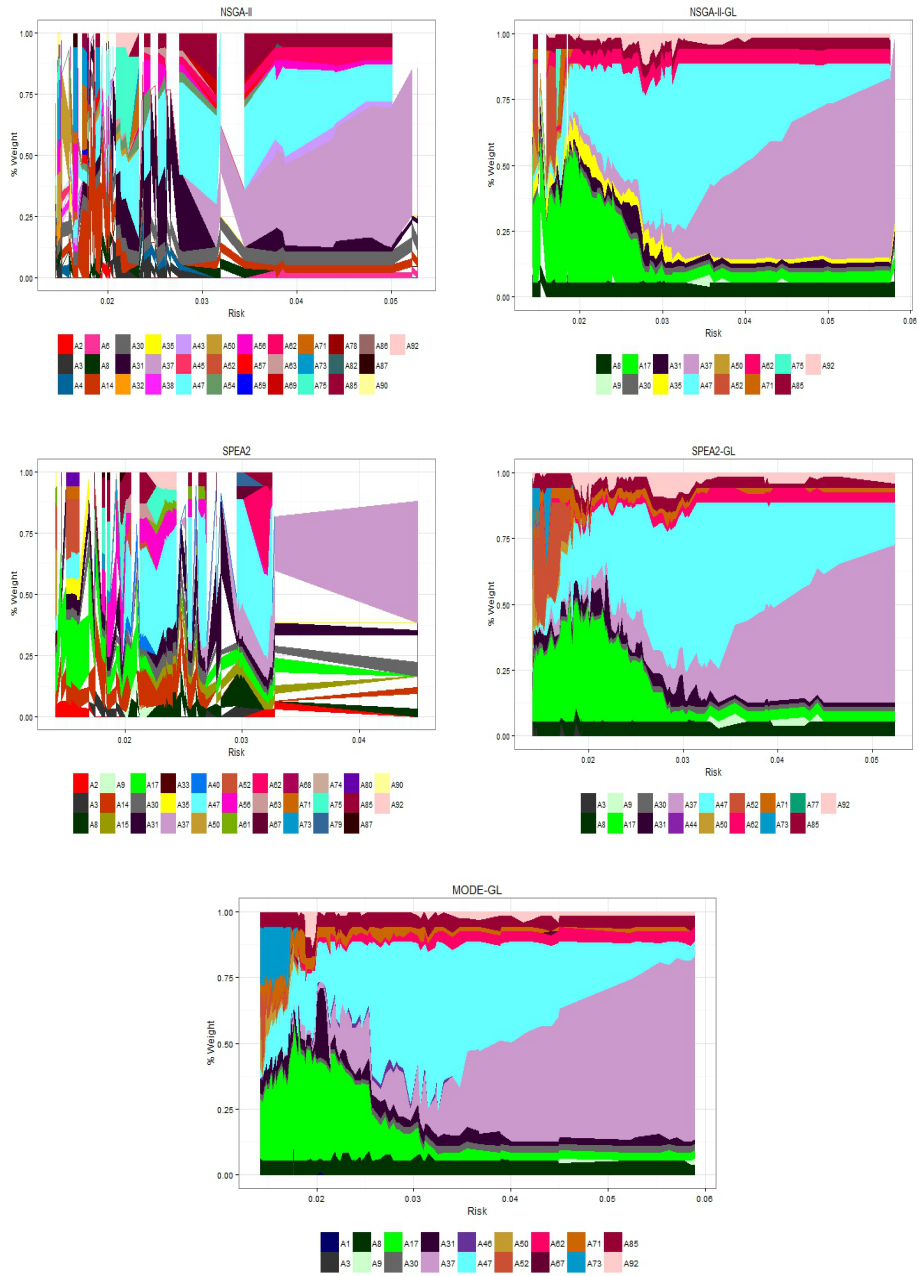 NSGA-II
% Weight
1.00
0.75
0.50
0.25
0.00
0.02 0.03 0.04 0.05
Risk
A2 A6 A30 A35 A43 A50 A56 A62 A71 A78 A86 A92
A3 A8 A31 A37 A45 A52 A57 A63 A73 A82 A87
A4 A14 A32 A38 A47 A54 A59 A69 A75 A85 A90
NSGA-II-GL
% Weight
1.00
0.75
0.50
0.25
0.00
0.02 0.03 0.04 0.05 0.06
Risk
A8 A17 A31 A37 A50 A62 A75 A92
A9 A30 A35 A47 A52 A71 A85
SPEA2
% Weight
1.00
0.75
0.50
0.25
0.00
0.02 0.03 0.04
Risk
A2 A9 A17 A33 A40 A52 A62 A68 A74 A80 A90
A3 A14 A30 A35 A47 A56 A63 A71 A75 A85 A92
A8 A15 A31 A37 A50 A61 A67 A73 A79 A87
SPEA2-GL
% Weight
1.00
0.75
0.50
0.25
0.00
0.02 0.03 0.04 0.05
Risk
A3 A9 A30 A37 A47 A52 A71 A77 A92
A8 A17 A31 A44 A50 A62 A73 A85
MODE-GL
% Weight
1.00
0.75
0.50
0.25
0.00
0.02 0.03 0.04 0.05 0.06
Risk
A1 A8 A17 A31 A46 A50 A62 A71 A85
A3 A9 A30 A37 A47 A52 A67 A73 A92